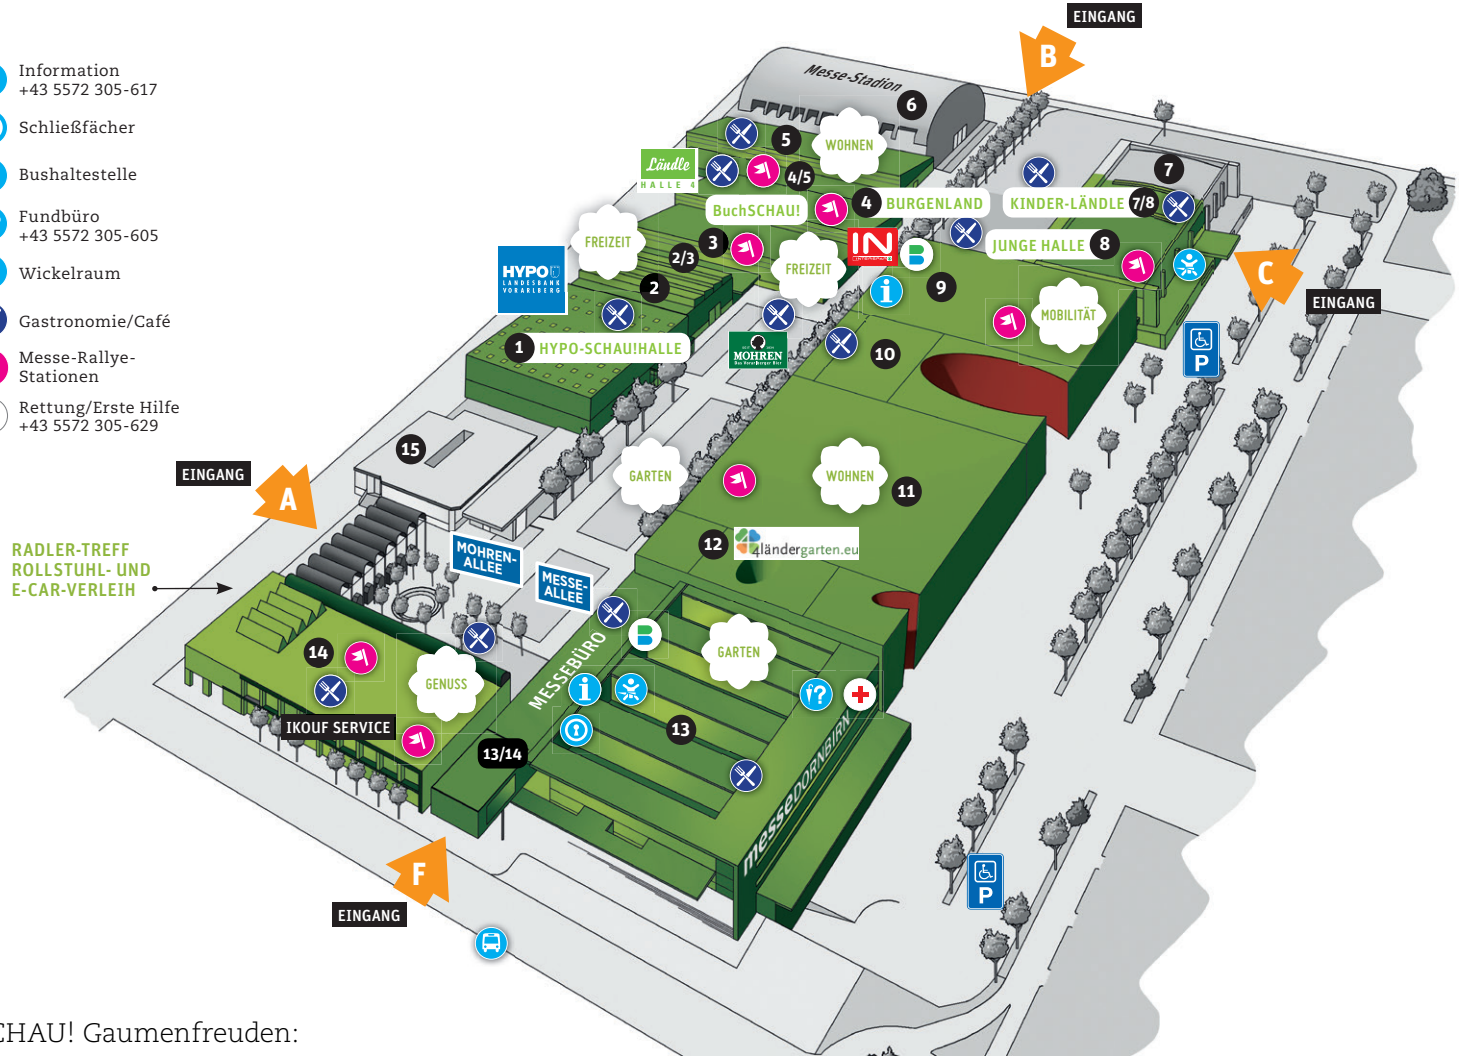 Information
+43 5572 305-617
Schließfächer
Bushaltestelle
Fundbüro
+43 5572 305-605
Wickelraum
Gastronomie/Café
Messe-Rallye-
Stationen
Rettung/Erste Hilfe
+43 5572 305-629
EINGANG
B
Messe-Stadion
6
5
WOHNEN
Ländle
HALLE 4
4/5
7
BuchSCHAU!
4 BURGENLAND
KINDER-LÄNDLE 7/8
FREIZEIT
3
2/3
IN
B
JUNGE HALLE 8
HYPO
LANDESBANK
VORARLBERG
FREIZEIT
2
i
9
C
EINGANG
MOBILITÄT
1 HYPO-SCHAU!HALLE
MOHREN
10
P
15
EINGANG
A
GARTEN
WOHNEN
11
12
4ländergarten.eu
RADLER-TREFF
ROLLSTUHL- UND
E-CAR-VERLEIH
MOHREN-
ALLEE
MESSE-
ALLEE
MESSEBÜRO
B
GARTEN
14
GENUSS
i
?
IKOUF SERVICE
13
13/14
messeDORNBIRN
F
EINGANG
P
CHAU! Gaumenfreuden: